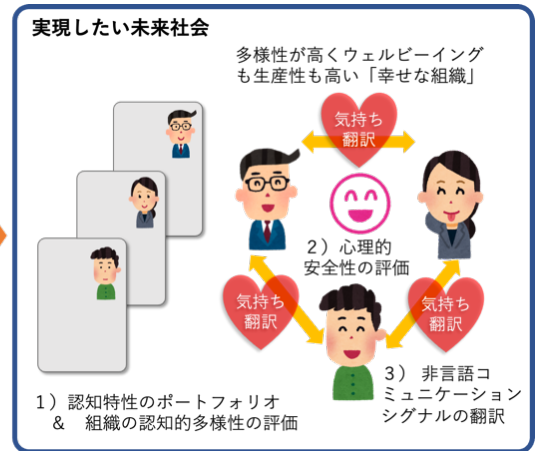 実現したい未来社会
多様性が高くウェルビーイング
も生産性も高い「幸せな組織」
気持ち
翻訳
2）心理的
安全性の評価
気持ち
翻訳
気持ち
翻訳
3） 非言語コ
ミュニケーション
シグナルの翻訳
1）認知特性のポートフォリオ
＆ 組織の認知的多様性の評価